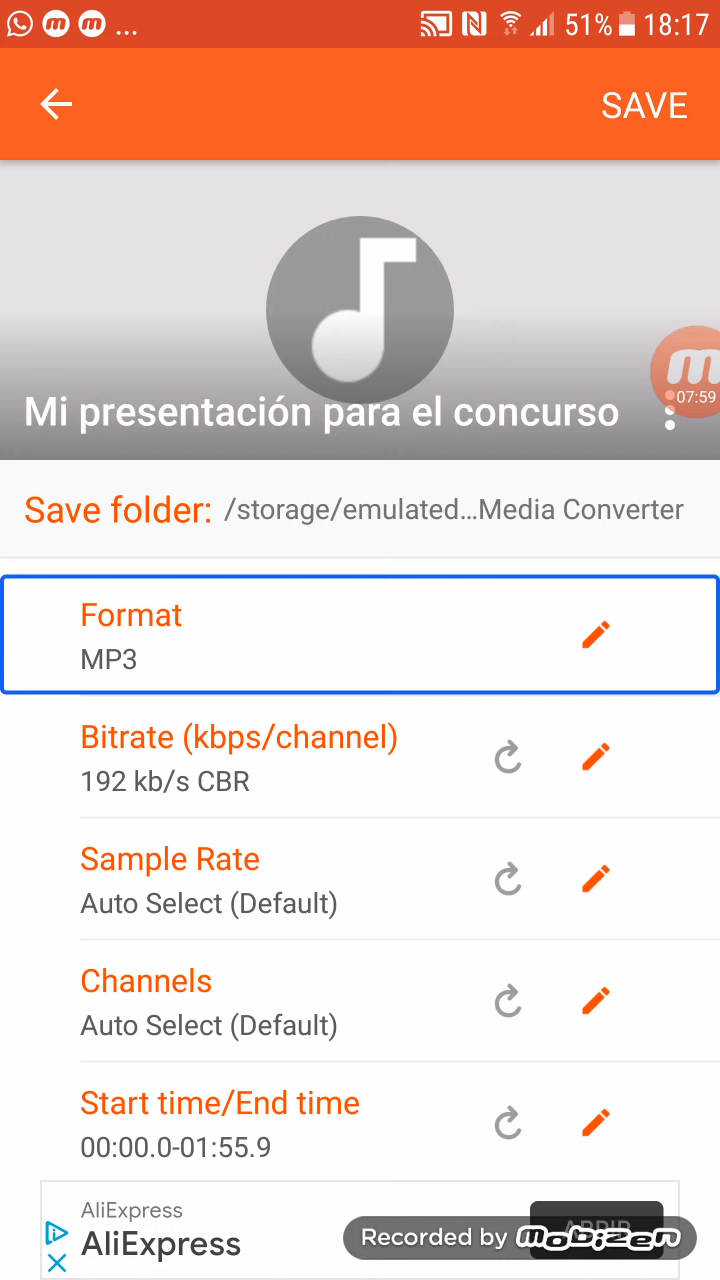 ... 51% 18:17
SAVE
07:59
Mi presentación para el concurso
Save folder: /storage/emulated...Media Converter
Format
MP3
Bitrate (kbps/channel)
192 kb/s CBR
Sample Rate
Auto Select (Default)
Channels
Auto Select (Default)
Start time/End time
00:00.0-01:55.9
AliExpress
AliExpress
Recorded by mobizen